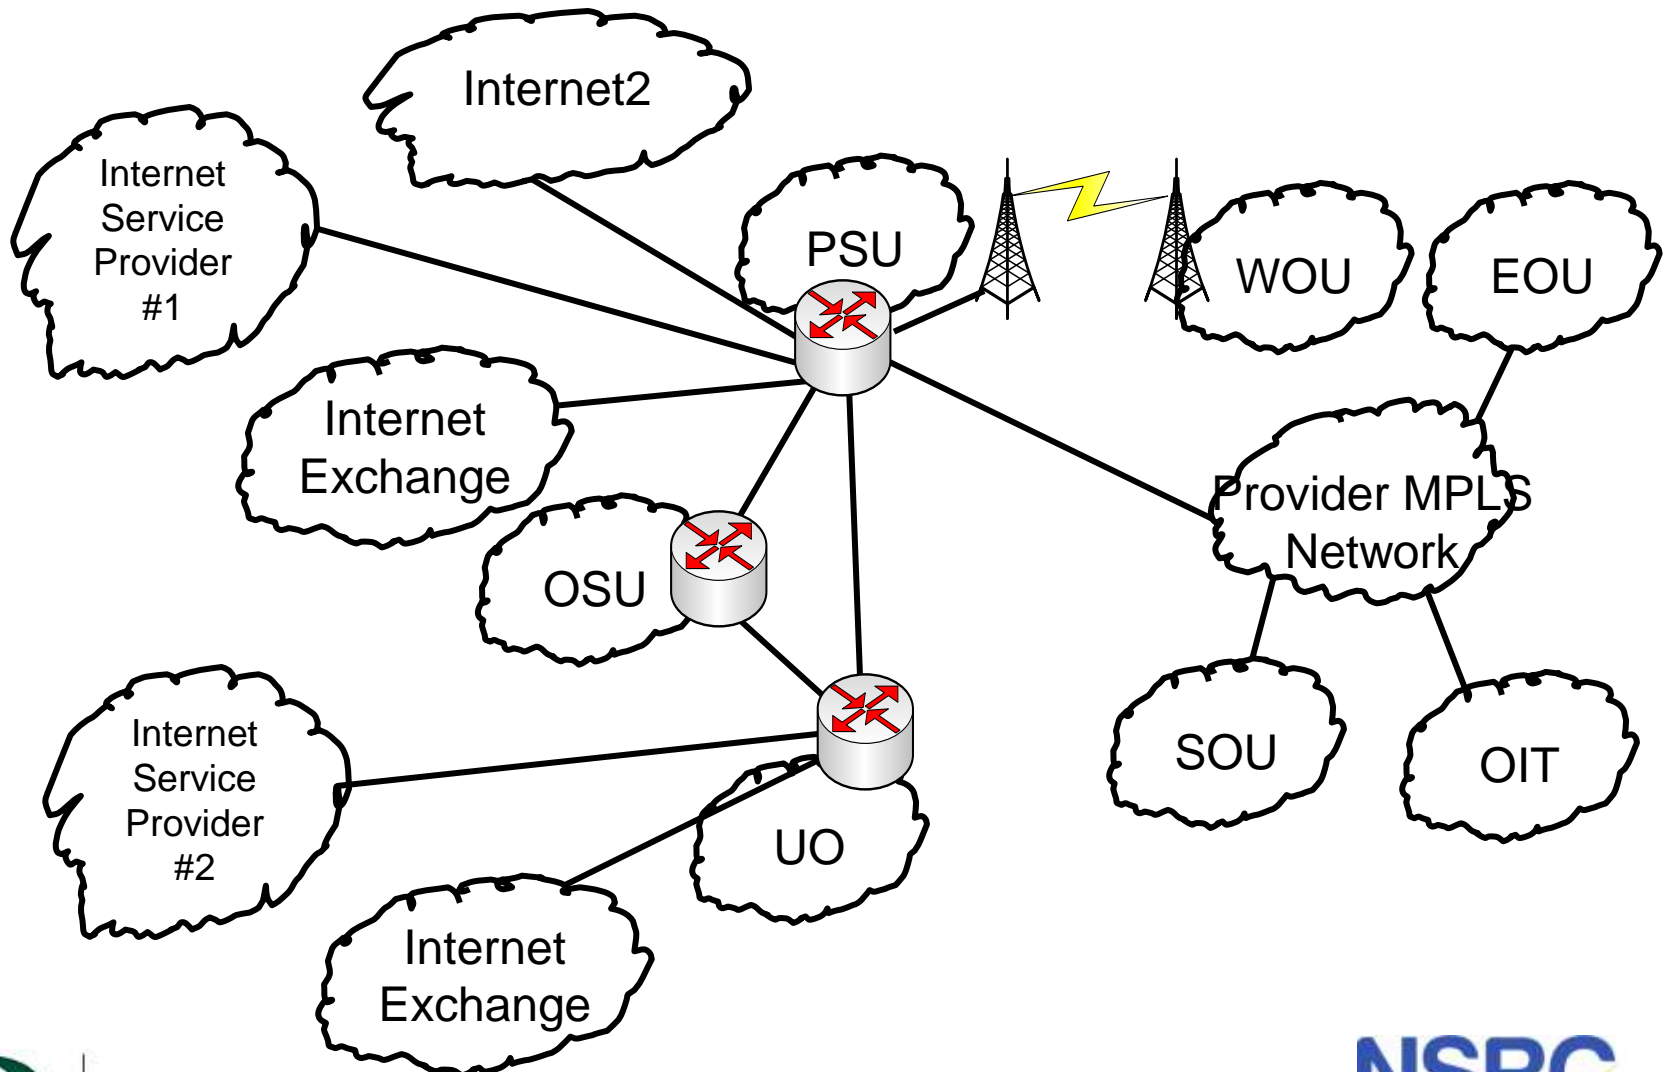 Internet2
Internet
Service
Provider
#1
PSU
WOU
EOU
Internet
Exchange
Provider MPLS
Network
OSU
Internet
Service
Provider
#2
SOU
OIT
UO
Internet
Exchange
NSRC